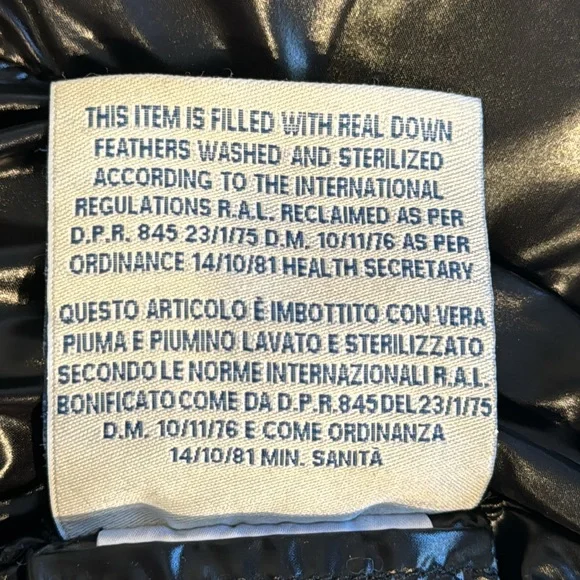 THIS ITEM IS FILLED WITH REAL DOWN
FEATHERS WASHED AND STERILIZED
ACCORDING TO THE INTERNATIONAL
REGULATIONS R.A.L. RECLAIMED AS PER
D.P.R. 845 23/1/75 D.M. 10/11/76 AS PER
ORDINANCE 14/10/81 HEALTH SECRETARY
QUESTO ARTICOLO È IMBOTTITO CON VERA
PIUMA E PIUMINO LAVATO E STERILIZZATO
SECONDO LE NORME INTERNAZIONALI R.A.L.
BONIFICATO COME DA D.P.R.845 DEL 23/1/75
D.M. 10/11/76 E COME ORDINANZA
14/10/81 MIN. SANITÀ